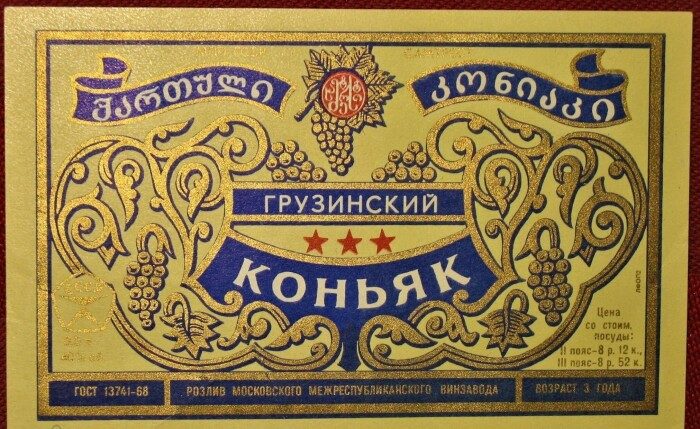 ქართული
კონიაკი
ГРУЗИНСКИЙ
КОНЬЯК
Цена
со стоим.
посуды:
II пояс-8 р. 12 к.,
III пояс-8 р. 52 к.
ГОСТ 13741-68
РОЗЛИВ МОСКОВСКОГО МЕЖРЕСПУБЛИКАНСКОГО ВИНЗАВОДА
ВОЗРАСТ 3 ГОДА